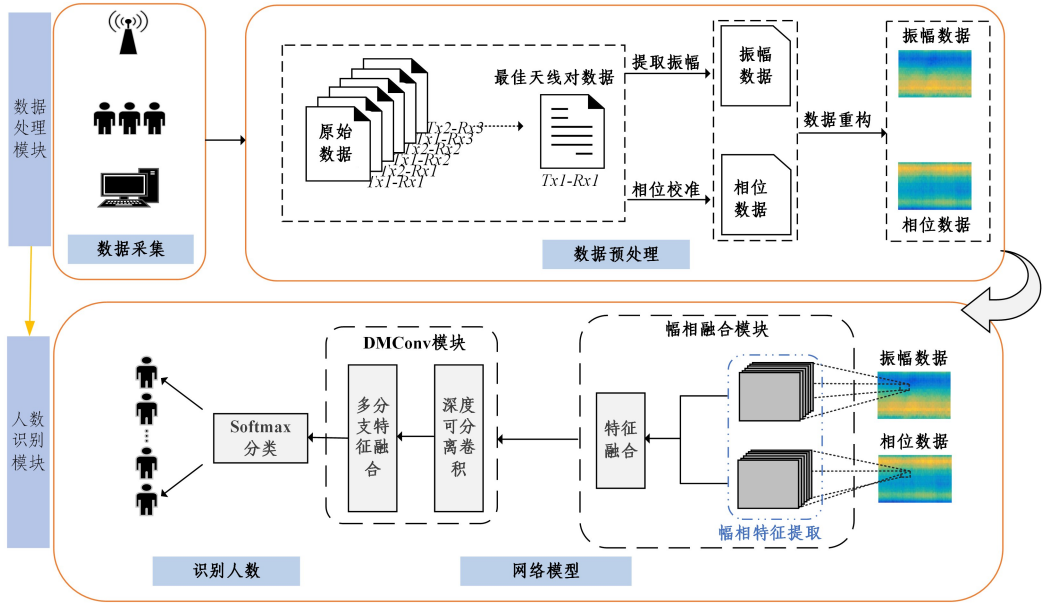 数据
处理
模块
数据采集
原始
数据
Tx2-Rx3
Tx1-Rx3
Tx2-Rx2
Tx1-Rx2
Tx2-Rx1
Tx1-Rx1
最佳天线对数据
Tx1-Rx1
提取振幅
相位校准
振幅
数据
相位
数据
数据重构
振幅数据
相位数据
数据预处理
人数
识别
模块
Softmax
分类
DMConv模块
多分
支特
征融
合
深度
可分
离卷
积
幅相融合模块
特征
融合
幅相特征提取
振幅数据
相位数据
识别人数
网络模型